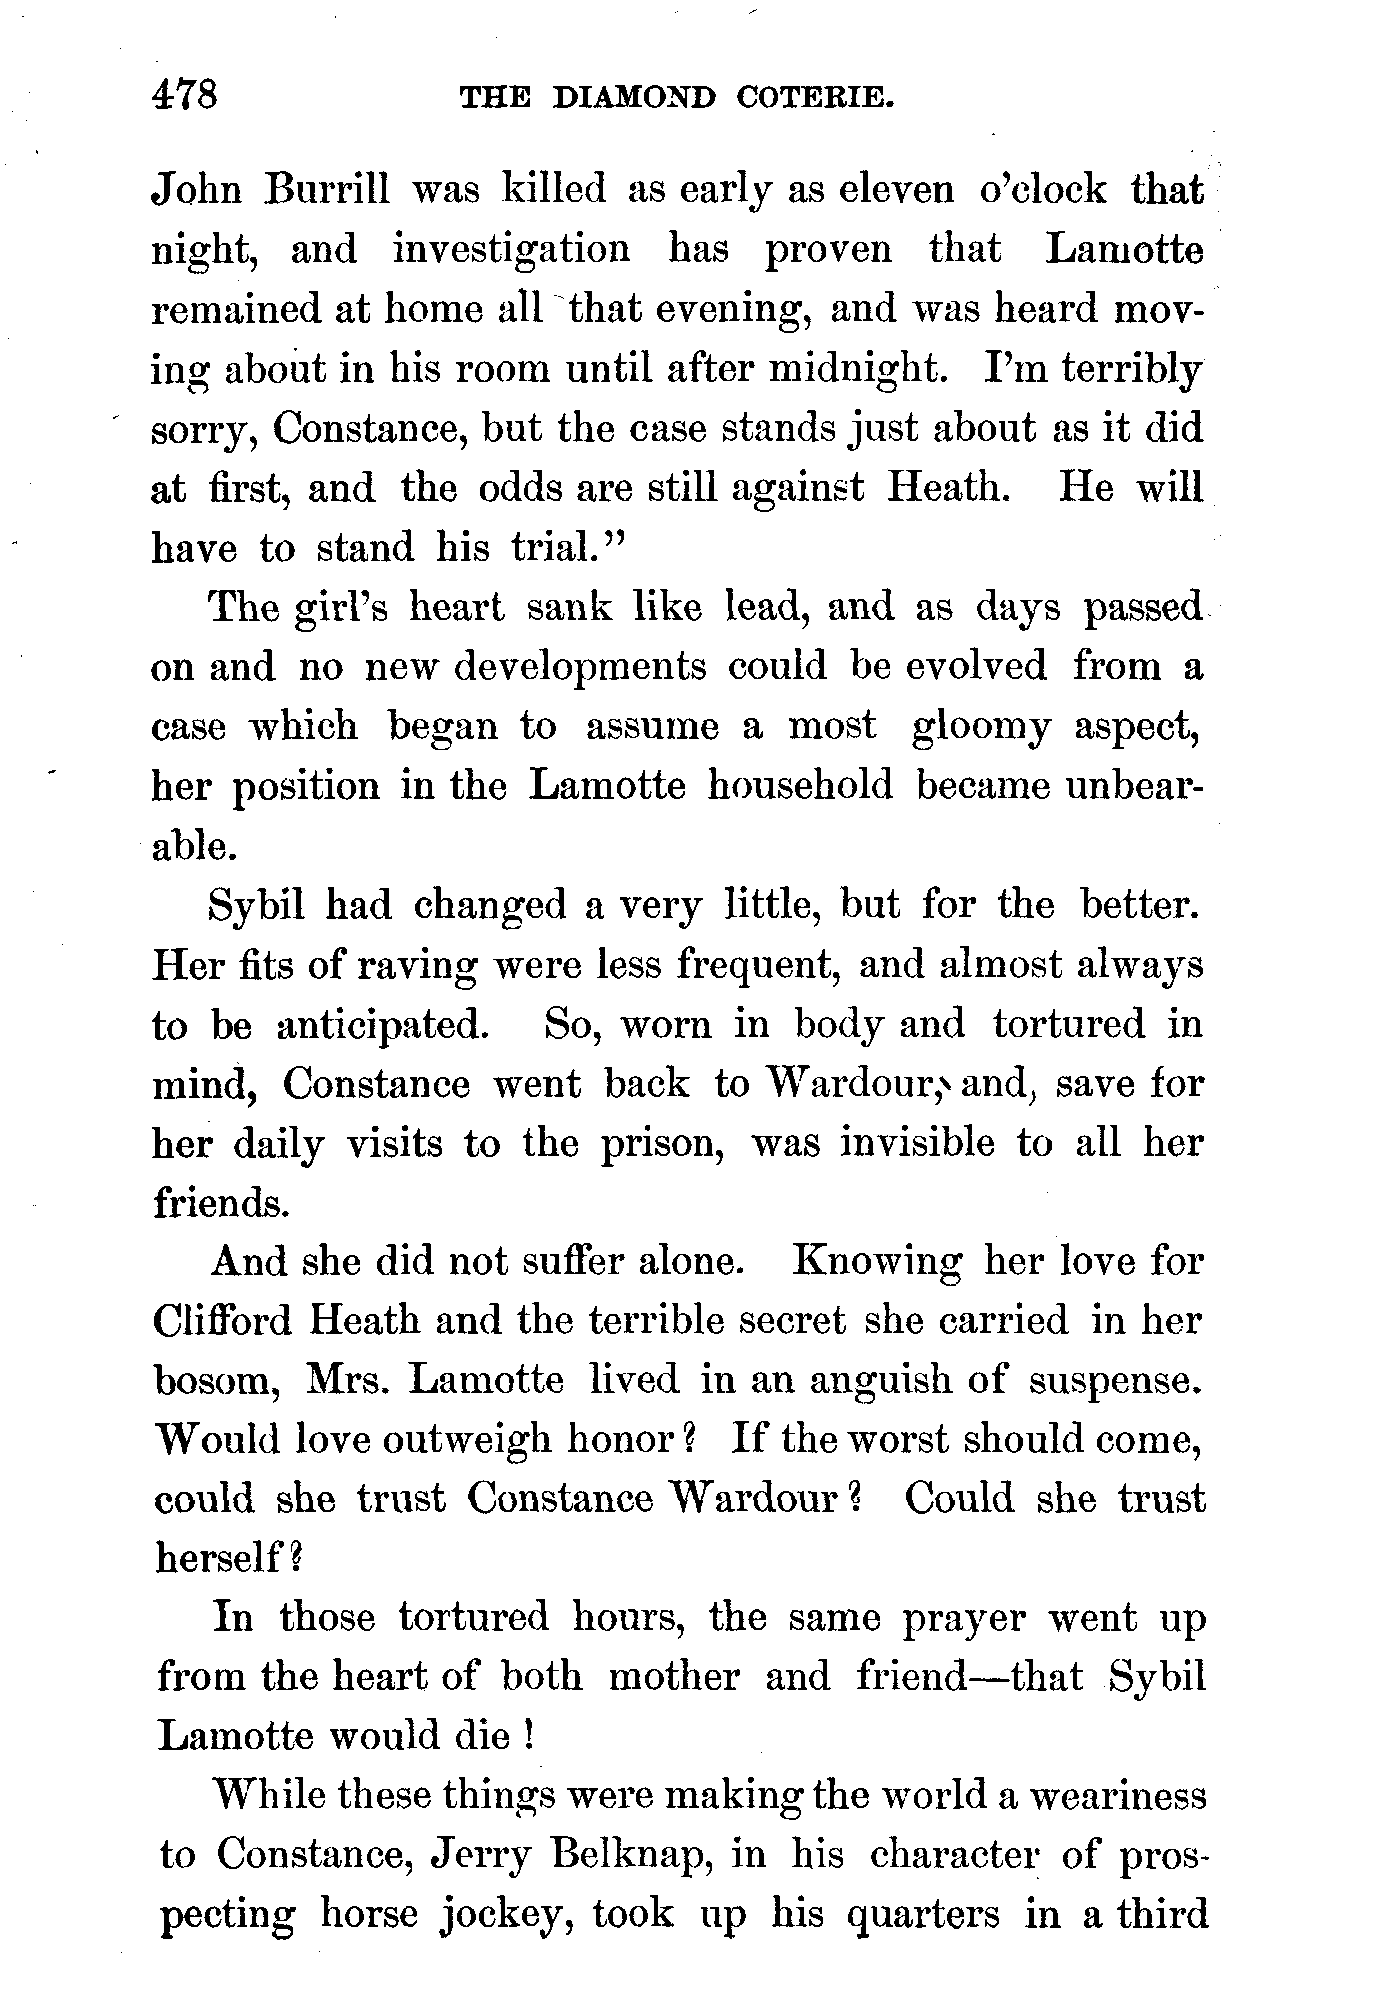 478 THE DIAMOND COTERIE.
John Burrill was killed as early as eleven o'clock that
night, and investigation has proven that Lamotte
remained at home all that evening, and was heard mov-
ing about in his room until after midnight. I'm terribly
sorry, Constance, but the case stands just about as it did
at first, and the odds are still against Heath. He will
have to stand his trial."
The girl's heart sank like lead, and as days passed
on and no new developments could be evolved from a
case which began to assume a most gloomy aspect,
her position in the Lamotte household became unbear-
able.
Sybil had changed a very little, but for the better.
Her fits of raving were less frequent, and almost always
to be anticipated. So, worn in body and tortured in
mind, Constance went back to Wardour, and, save for
her daily visits to the prison, was invisible to all her
friends.
And she did not suffer alone. Knowing her love for
Clifford Heath and the terrible secret she carried in her
bosom, Mrs. Lamotte lived in an anguish of suspense.
Would love outweigh honor? If the worst should come,
could she trust Constance Wardour? Could she trust
herself?
In those tortured hours, the same prayer went up
from the heart of both mother and friend—that Sybil
Lamotte would die!
While these things were making the world a weariness
to Constance, Jerry Belknap, in his character of pros-
pecting horse jockey, took up his quarters in a third